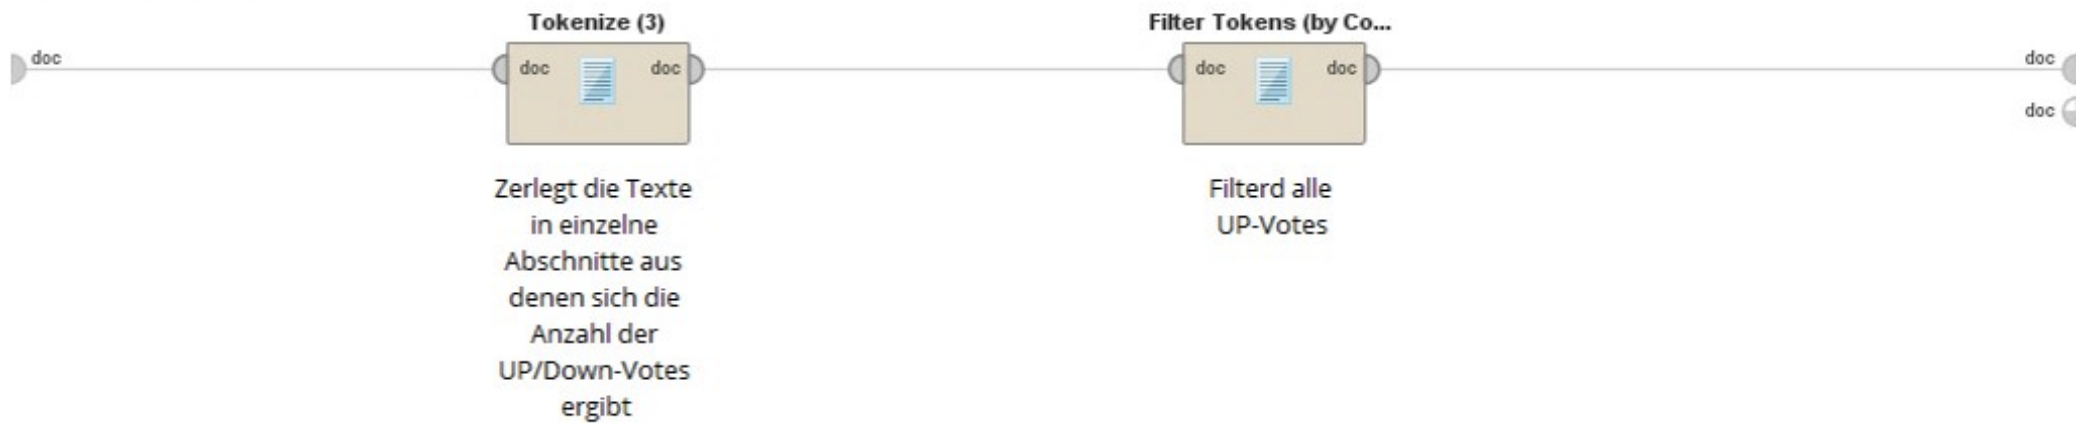 Tokenize (3)
Filter Tokens (by Co...
doc
doc
doc
doc
doc
doc
doc
Zerlegt die Texte
in einzelne
Abschnitte aus
denen sich die
Anzahl der
UP/Down-Votes
ergibt
Filterd alle
UP-Votes